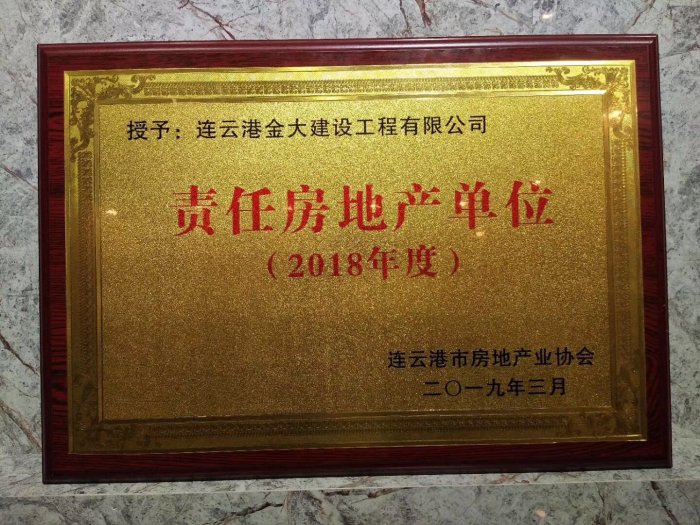 授予：连云港金大建设工程有限公司
责任房地产单位
（2018年度）
连云港市房地产业协会
二〇一九年三月